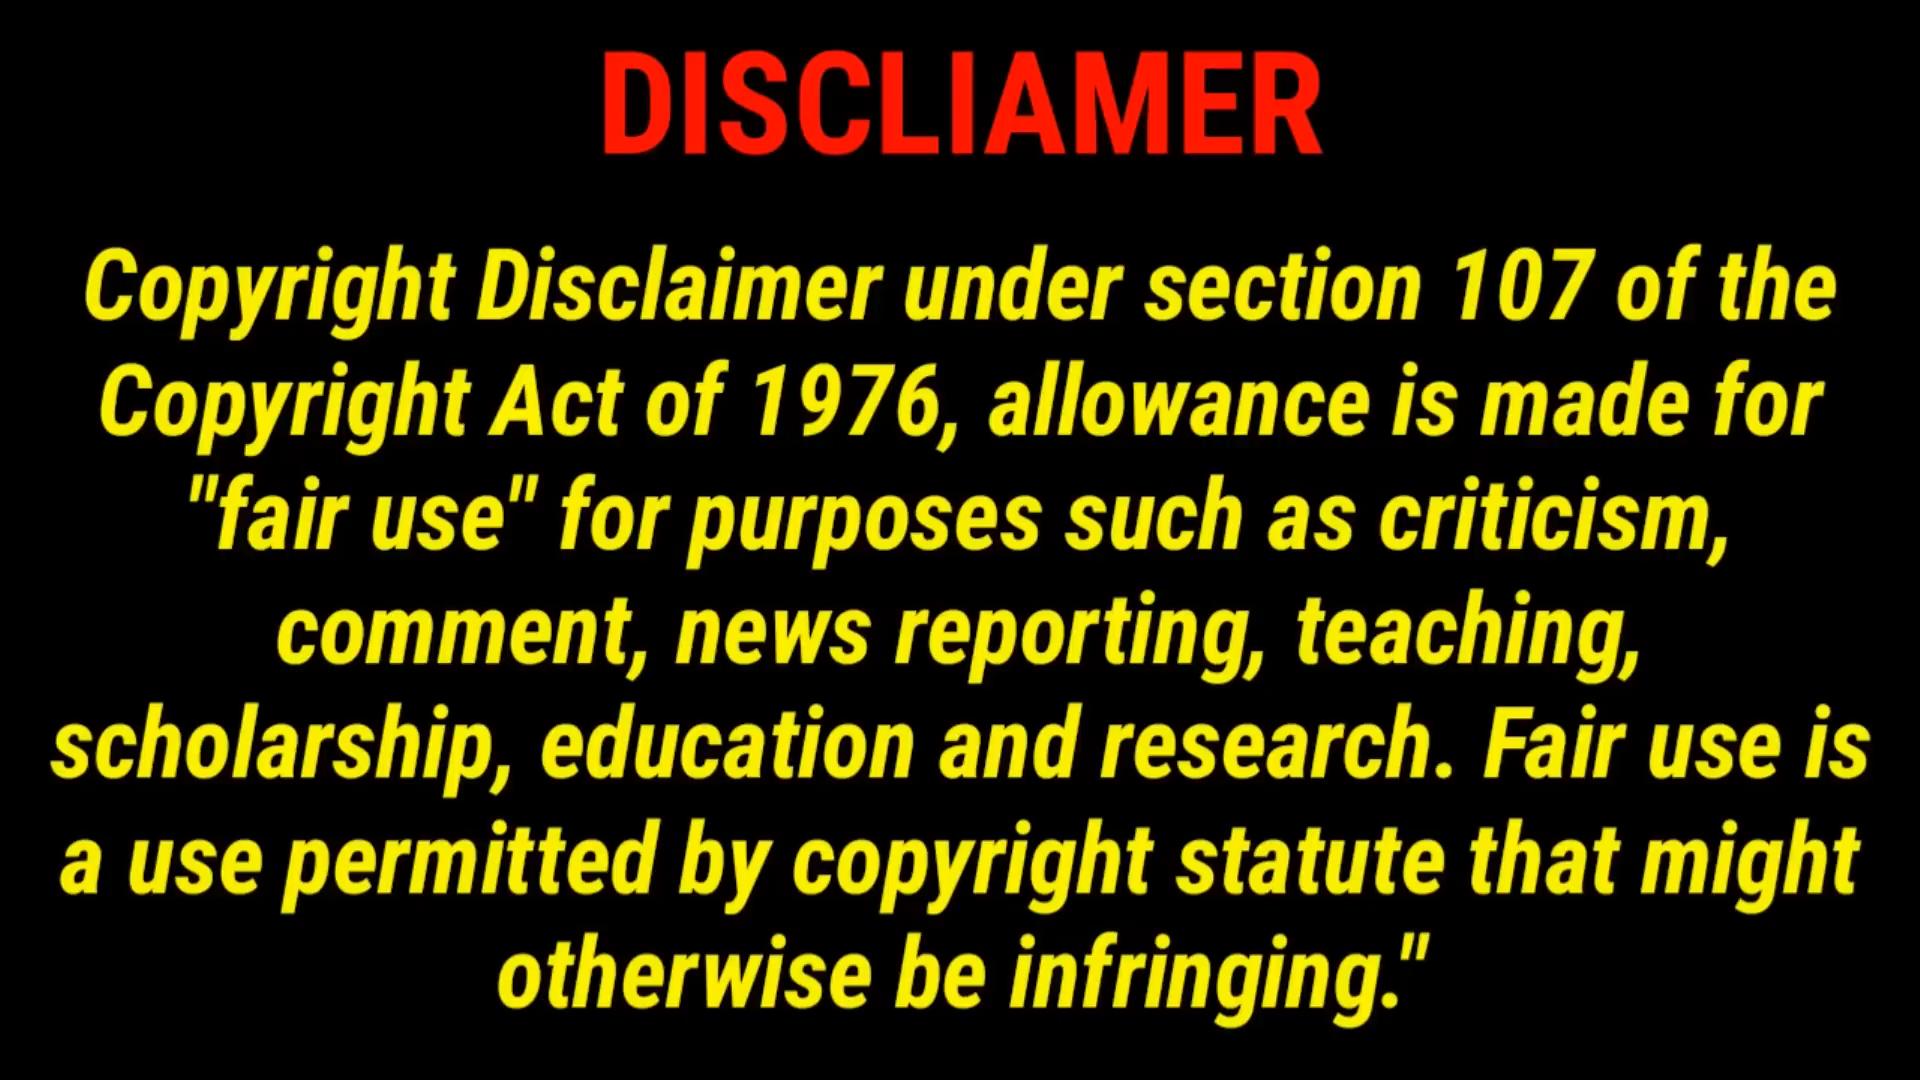 DISCLIAMER
Copyright Disclaimer under section 107 of the
Copyright Act of 1976, allowance is made for
"fair use" for purposes such as criticism,
comment, news reporting, teaching,
scholarship, education and research. Fair use is
a use permitted by copyright statute that might
otherwise be infringing."